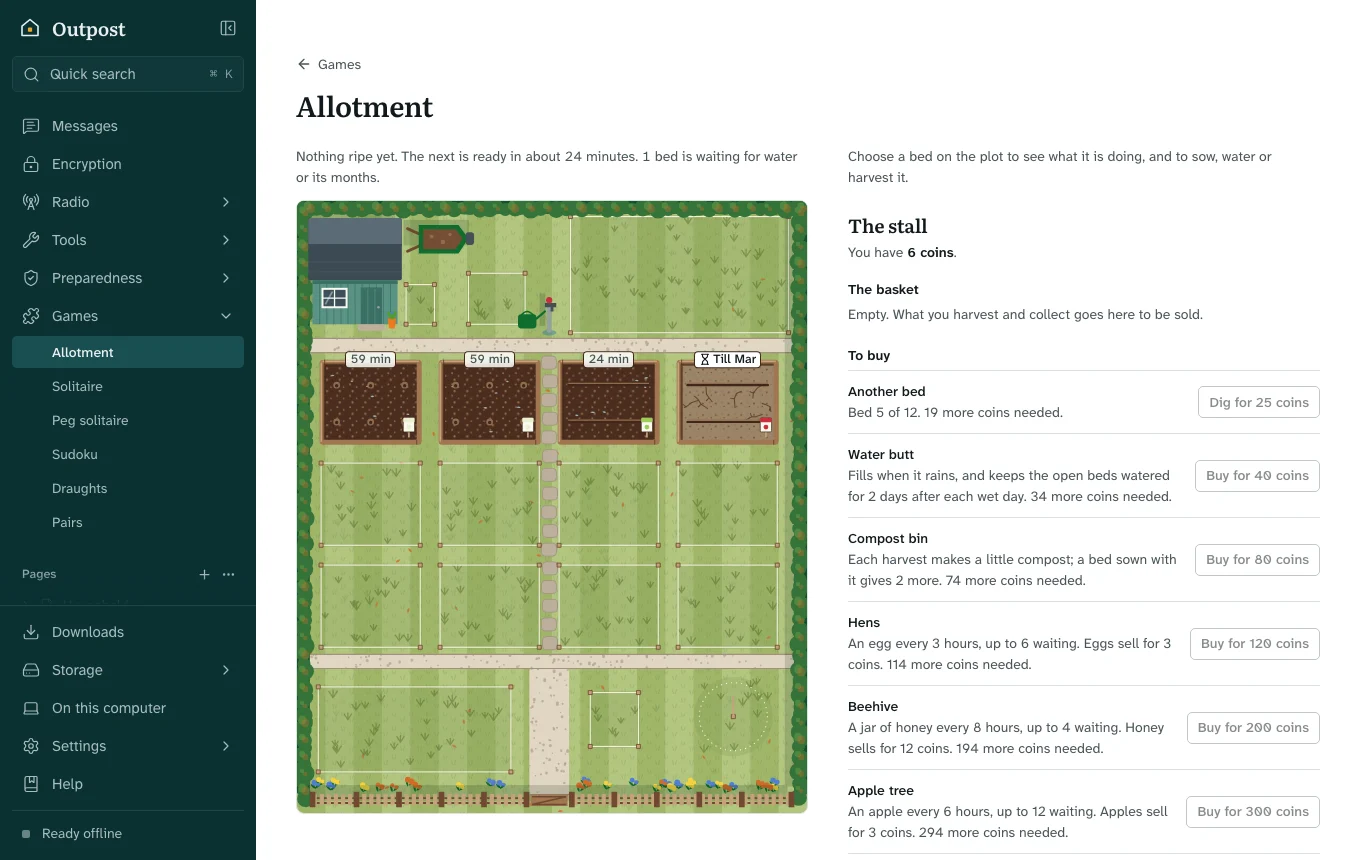 Outpost
Quick search
⌘ K
Messages
Encryption
Radio
Tools
Preparedness
Games
Allotment
Solitaire
Peg solitaire
Sudoku
Draughts
Pairs
Pages
Downloads
Storage
On this computer
Settings
Help
Ready offline
Games
Allotment
Nothing ripe yet. The next is ready in about 24 minutes. 1 bed is waiting for water
or its months.
59 min
59 min
24 min
Till Mar
Choose a bed on the plot to see what it is doing, and to sow, water or
harvest it.
The stall
You have 6 coins.
The basket
Empty. What you harvest and collect goes here to be sold.
To buy
Another bed
Bed 5 of 12. 19 more coins needed.
Dig for 25 coins
Water butt
Fills when it rains, and keeps the open beds watered
for 2 days after each wet day. 34 more coins needed.
Buy for 40 coins
Compost bin
Each harvest makes a little compost; a bed sown with
it gives 2 more. 74 more coins needed.
Buy for 80 coins
Hens
An egg every 3 hours, up to 6 waiting. Eggs sell for 3
coins. 114 more coins needed.
Buy for 120 coins
Beehive
A jar of honey every 8 hours, up to 4 waiting. Honey
sells for 12 coins. 194 more coins needed.
Buy for 200 coins
Apple tree
An apple every 6 hours, up to 12 waiting. Apples sell
for 3 coins. 294 more coins needed.
Buy for 300 coins